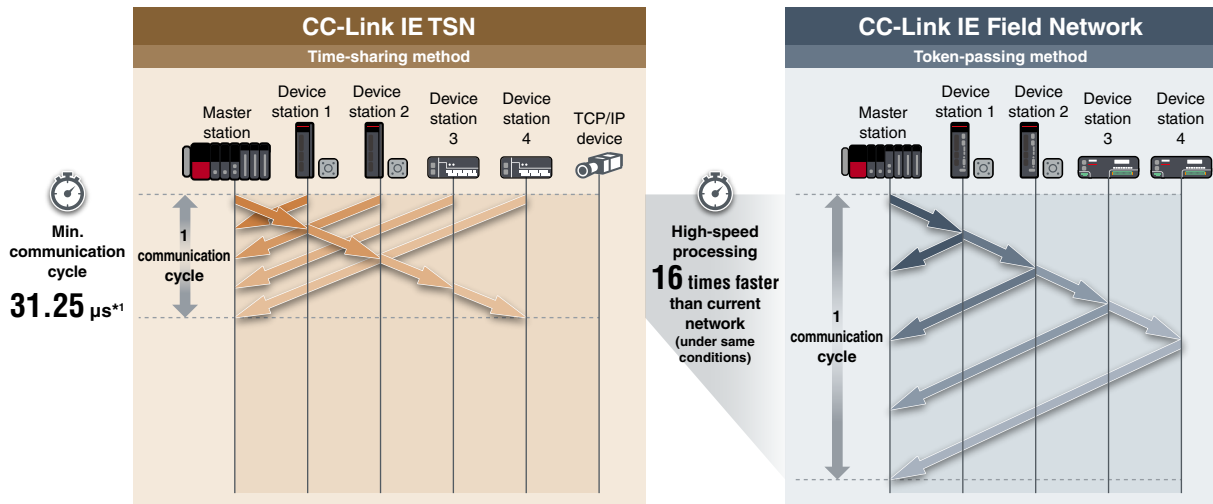 CC-Link IE TSN
Time-sharing method
Master
station
Device
station 1
Device
station 2
Device
station
3
Device
station
4
TCP/IP
device
Min.
communication
cycle
31.25 μs*1
1
communication
cycle
High-speed
processing
16 times faster
than current
network
(under same
conditions)
CC-Link IE Field Network
Token-passing method
Master
station
Device
station 1
Device
station 2
Device
station
3
Device
station
4
1
communication
cycle